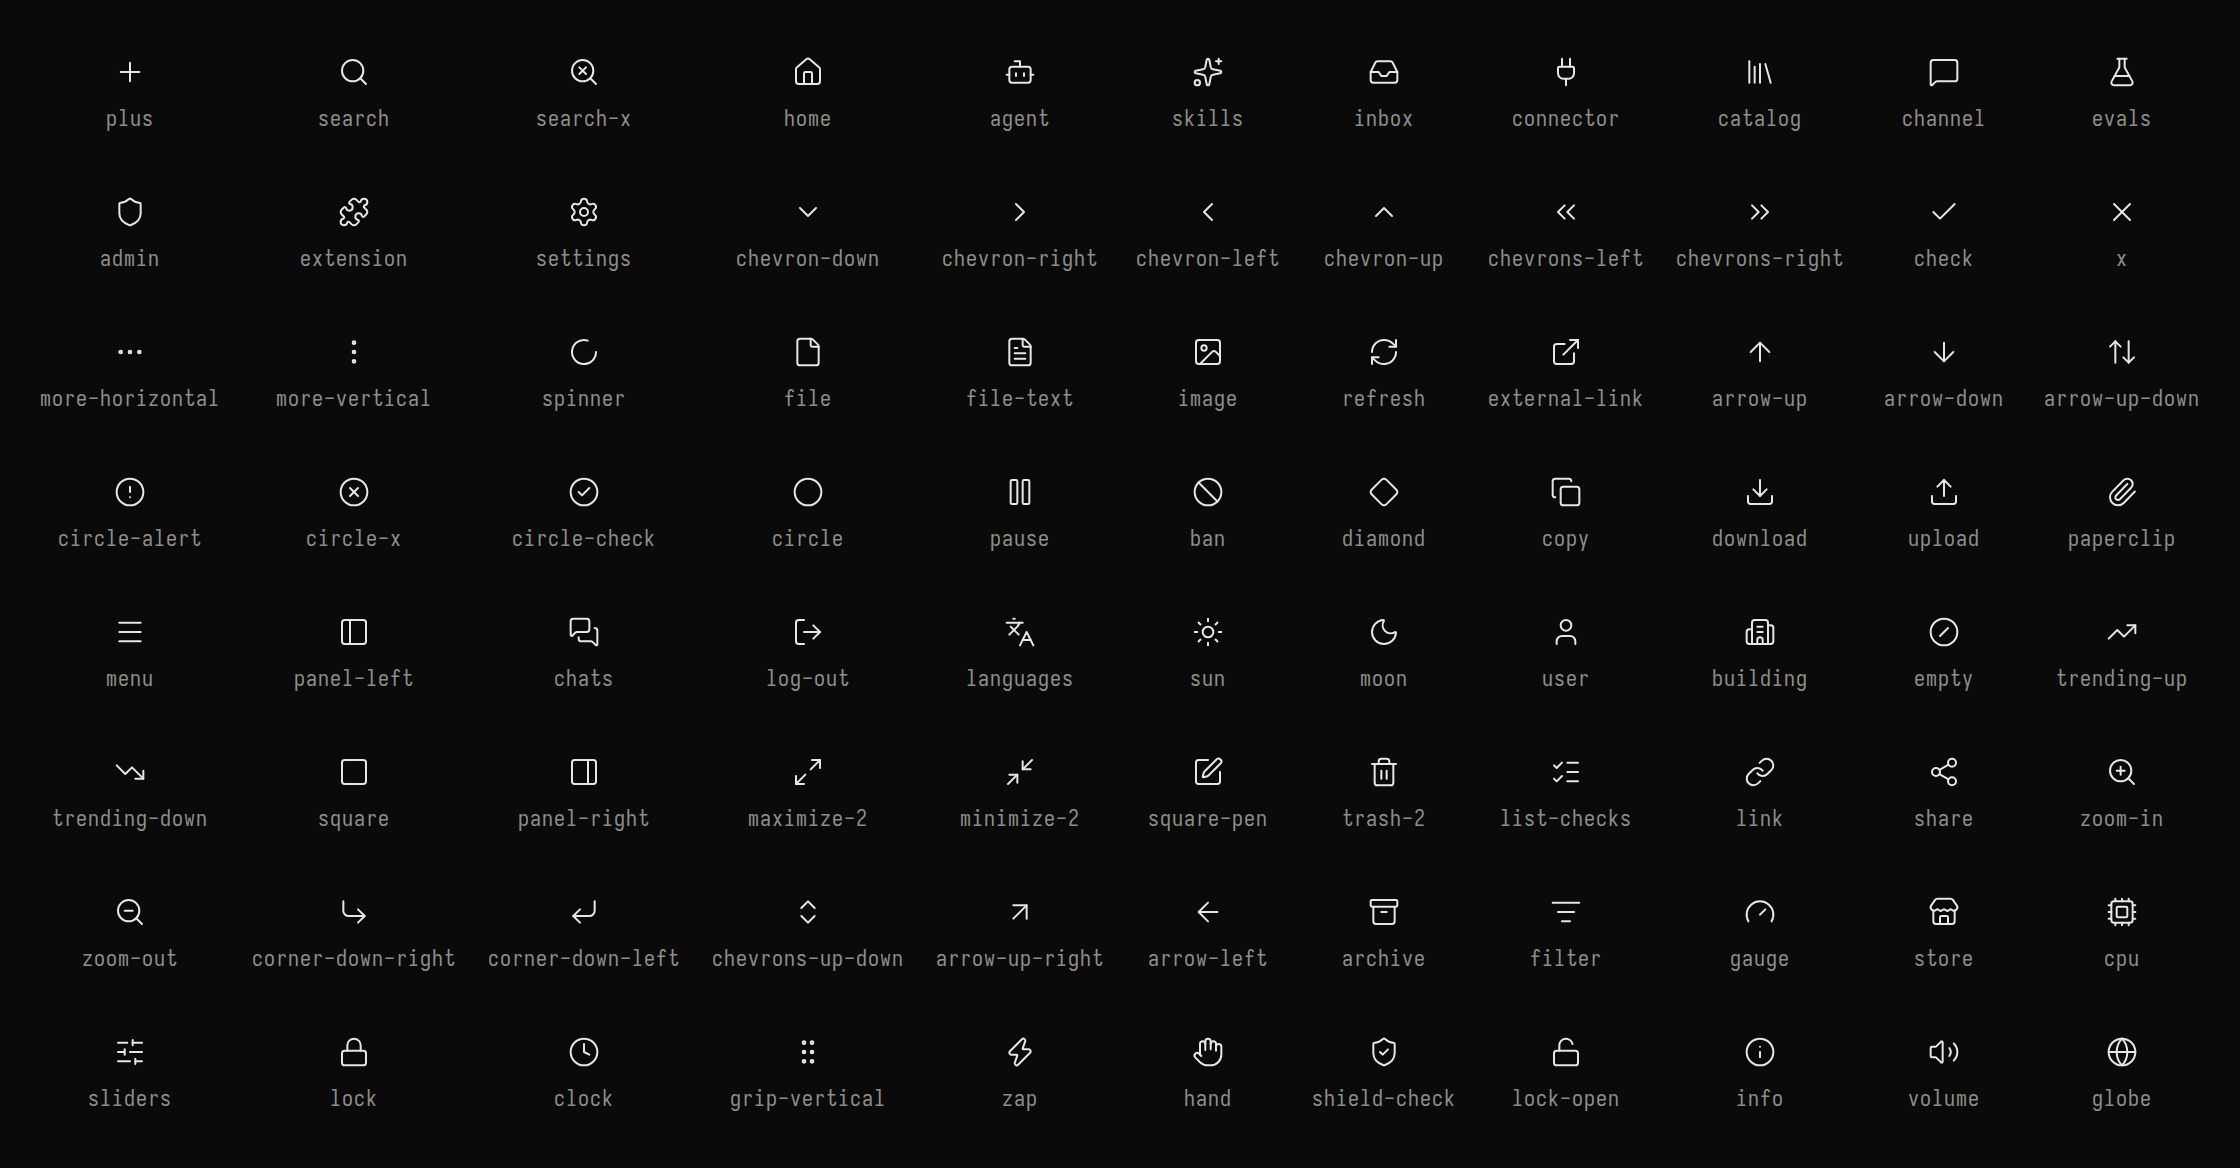 plus search search-x home agent skills inbox connector catalog channel evals
admin extension settings chevron-down chevron-right chevron-left chevron-up chevrons-left chevrons-right check x
more-horizontal more-vertical spinner file file-text image refresh external-link arrow-up arrow-down arrow-up-down
circle-alert circle-x circle-check circle pause ban diamond copy download upload paperclip
menu panel-left chats log-out languages sun moon user building empty trending-up
trending-down square panel-right maximize-2 minimize-2 square-pen trash-2 list-checks link share zoom-in
zoom-out corner-down-right corner-down-left chevrons-up-down arrow-up-right arrow-left archive filter gauge store cpu
sliders lock clock grip-vertical zap hand shield-check lock-open info volume globe